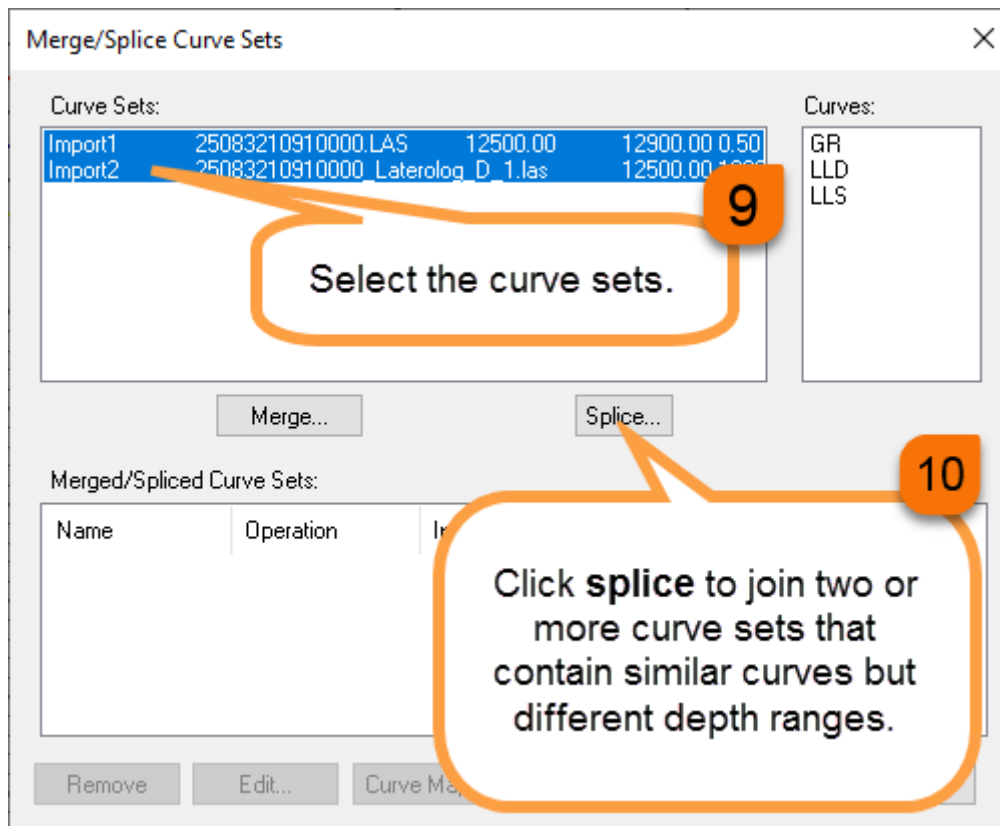 Merge/Splice Curve Sets
Curve Sets:
Curves:
Import1 25083210910000.LAS 12500.00 12900.00 0.50
Import2 25083210910000_Laterolog_D_1.las 12500.00
GR
LLD
LLS
9
Select the curve sets.
Merge...
Splice...
10
Merged/Spliced Curve Sets:
Name Operation
Click splice to join two or
more curve sets that
contain similar curves but
different depth ranges.
Remove Edit... Curve